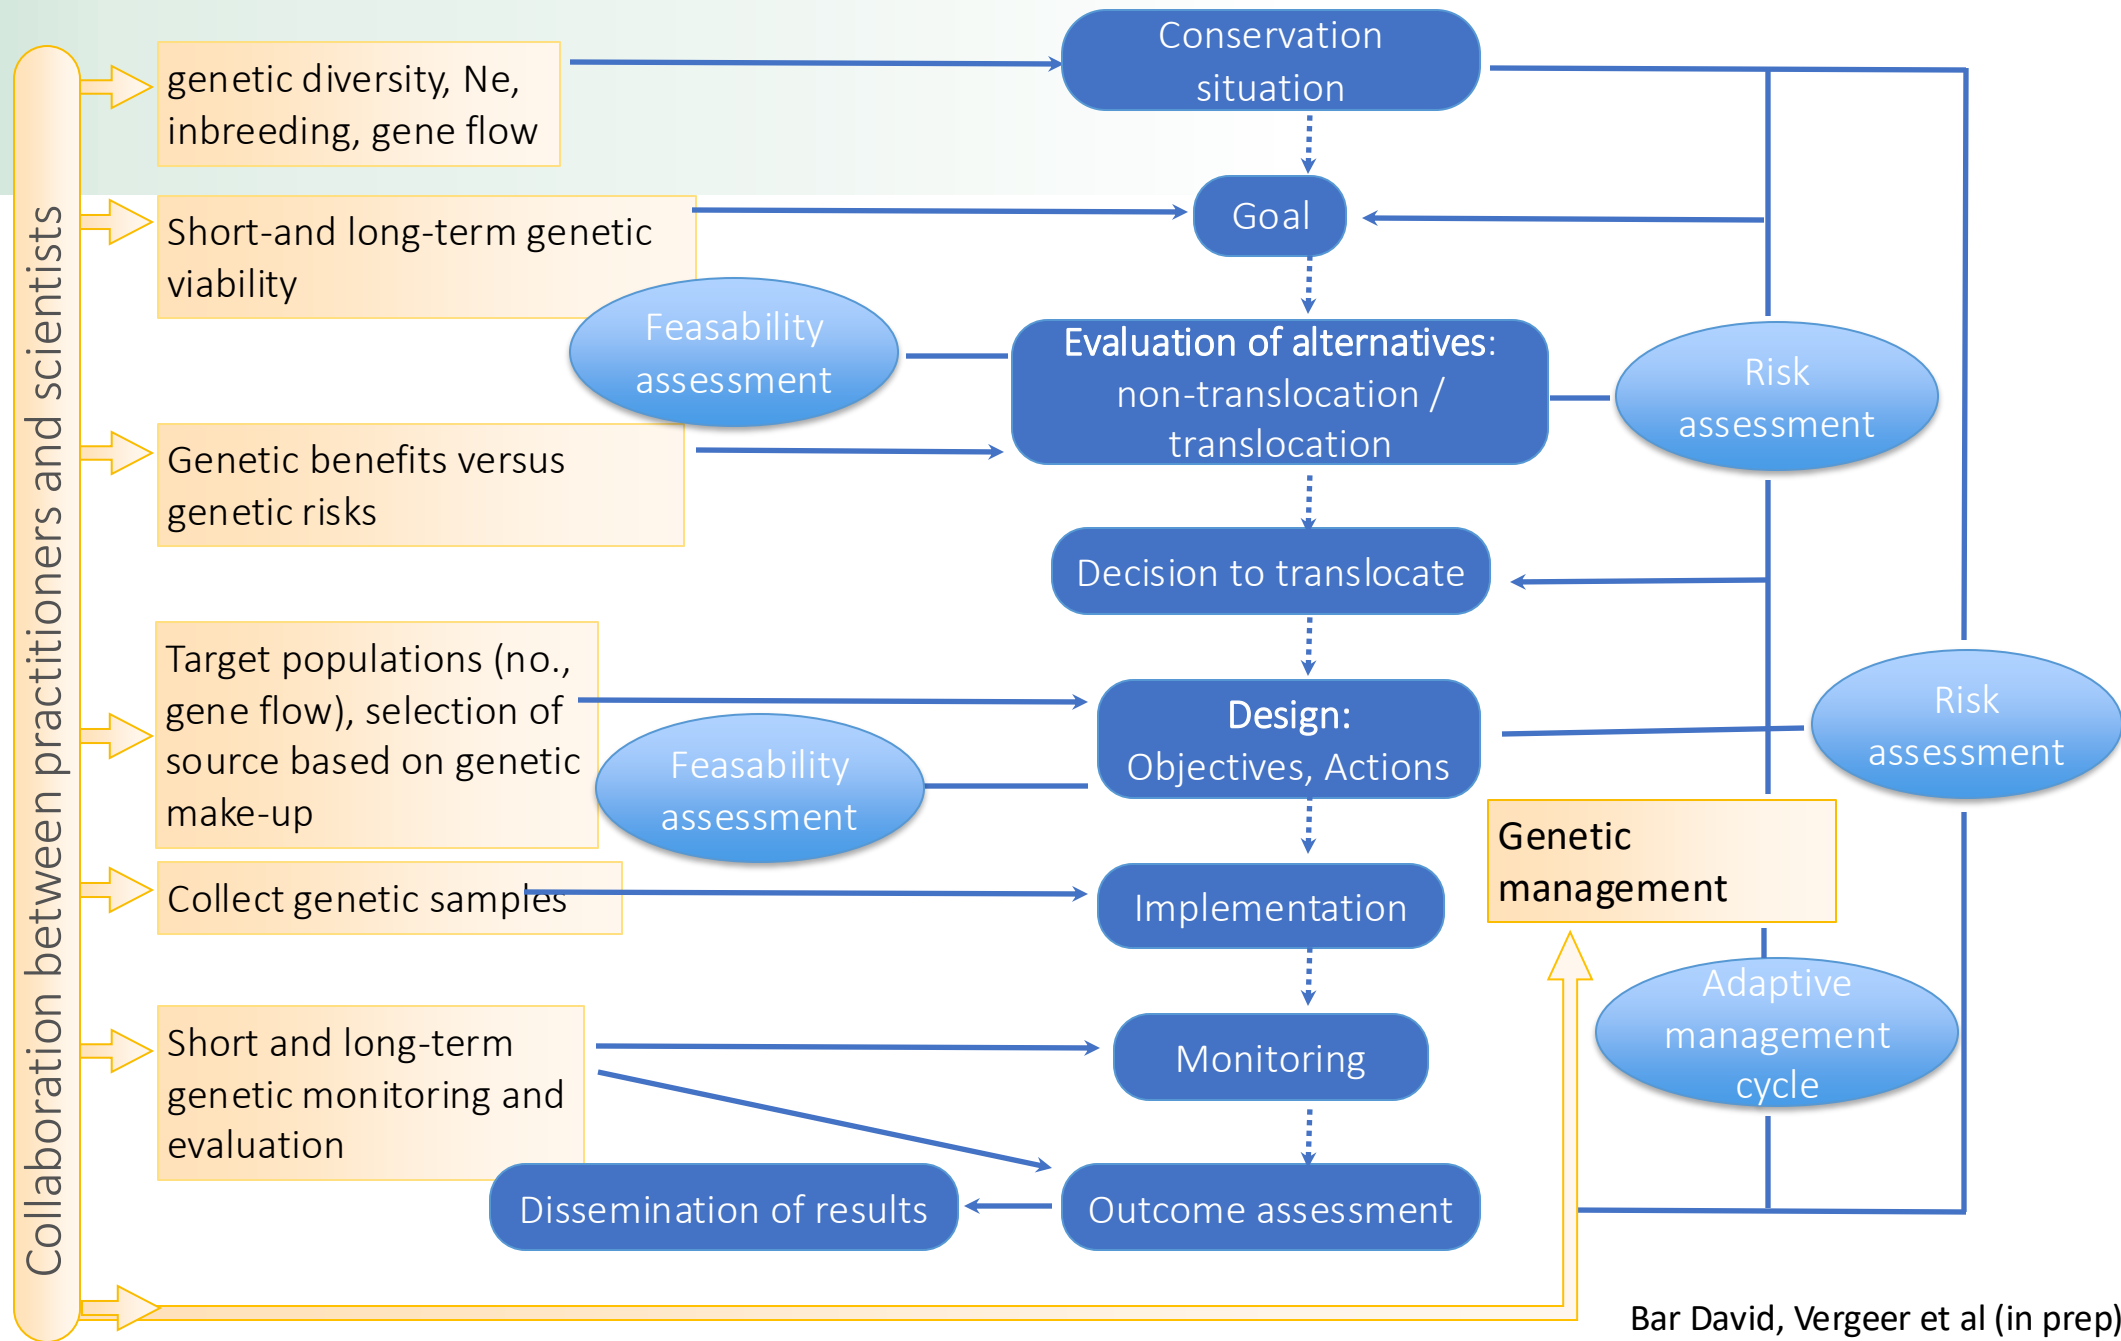 Collaboration between practitioners and scientists
genetic diversity, Ne,
inbreeding, gene flow
Conservation
situation
Short-and long-term genetic
viability
Goal
Feasability
assessment
Evaluation of alternatives:
non-translocation /
translocation
Risk
assessment
Genetic benefits versus
genetic risks
Decision to translocate
Target populations (no.,
gene flow), selection of
source based on genetic
make-up
Feasability
assessment
Design:
Objectives, Actions
Risk
assessment
Genetic
management
Collect genetic samples
Implementation
Adaptive
management
cycle
Short and long-term
genetic monitoring and
evaluation
Monitoring
Dissemination of results
Outcome assessment
Bar David, Vergeer et al (in prep)